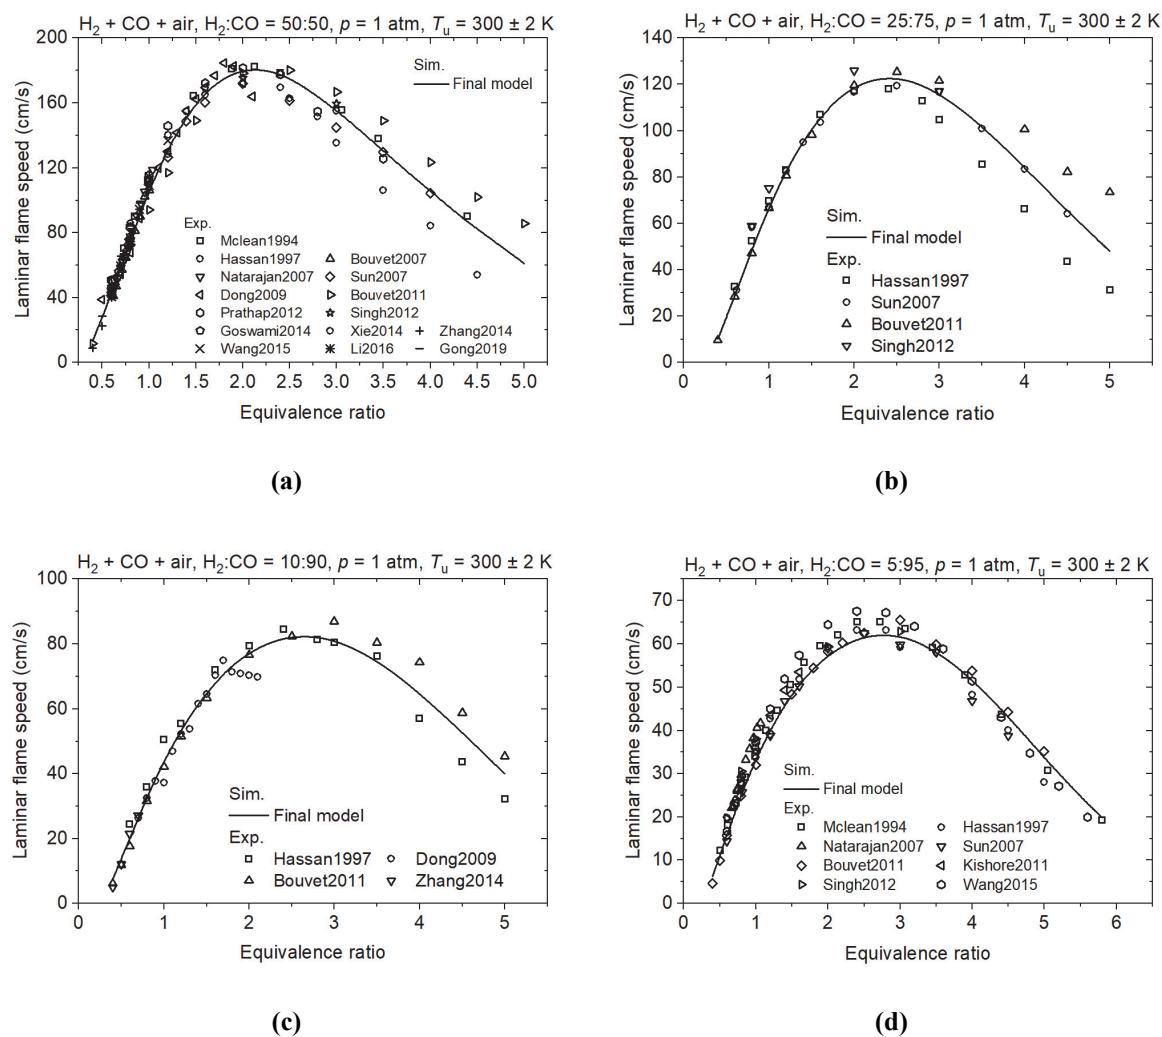 H2 + CO + air, H2:CO = 50:50, p = 1 atm, Tu = 300 ± 2 K
200
160
120
80
40
0
Laminar flame speed (cm/s)
Sim.
Final model
Exp.
Mclean1994
Hassan1997 Bouvet2007
Natarajan2007 Sun2007
Dong2009 Bouvet2011
Prathap2012 Singh2012
Goswami2014 Xie2014 Zhang2014
Wang2015 Li2016 Gong2019
0.5 1.0 1.5 2.0 2.5 3.0 3.5 4.0 4.5 5.0
Equivalence ratio
(a)
H2 + CO + air, H2:CO = 25:75, p = 1 atm, Tu = 300 ± 2 K
140
120
100
80
60
40
20
0
Laminar flame speed (cm/s)
Sim.
Final model
Exp.
Hassan1997
Sun2007
Bouvet2011
Singh2012
0 1 2 3 4 5
Equivalence ratio
(b)
H2 + CO + air, H2:CO = 10:90, p = 1 atm, Tu = 300 ± 2 K
100
80
60
40
20
0
Laminar flame speed (cm/s)
Sim.
Final model
Exp.
Hassan1997 Dong2009
Bouvet2011 Zhang2014
0 1 2 3 4 5
Equivalence ratio
(c)
H2 + CO + air, H2:CO = 5:95, p = 1 atm, Tu = 300 ± 2 K
70
60
50
40
30
20
10
0
Laminar flame speed (cm/s)
Sim.
Final model
Exp.
Mclean1994 Hassan1997
Natarajan2007 Sun2007
Bouvet2011 Kishore2011
Singh2012 Wang2015
0 1 2 3 4 5 6
Equivalence ratio
(d)